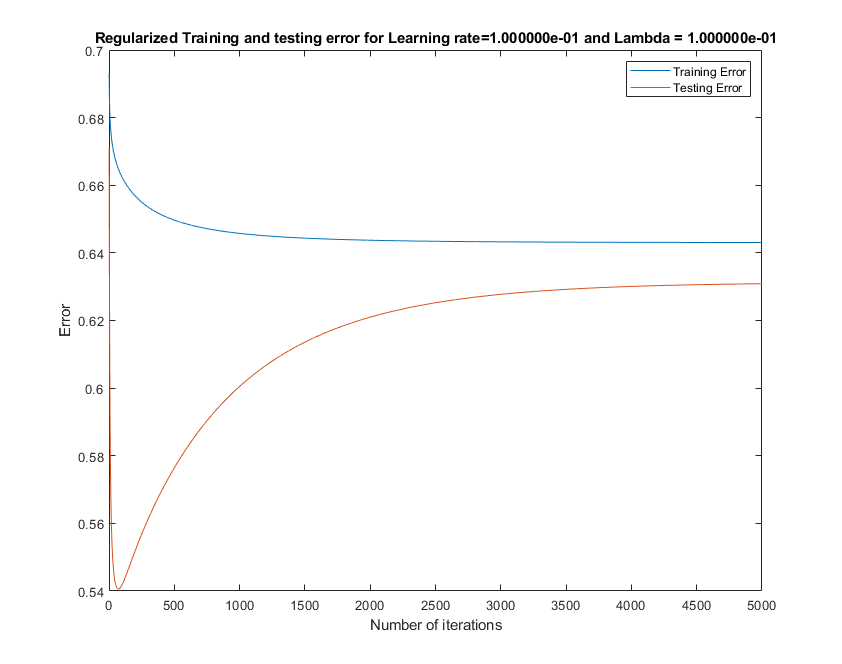 Regularized Training and testing error for Learning rate=1.000000e-01 and Lambda = 1.000000e-01
Training Error
Testing Error
Error
0.7
0.68
0.66
0.64
0.62
0.6
0.58
0.56
0.54
0 500 1000 1500 2000 2500 3000 3500 4000 4500 5000
Number of iterations